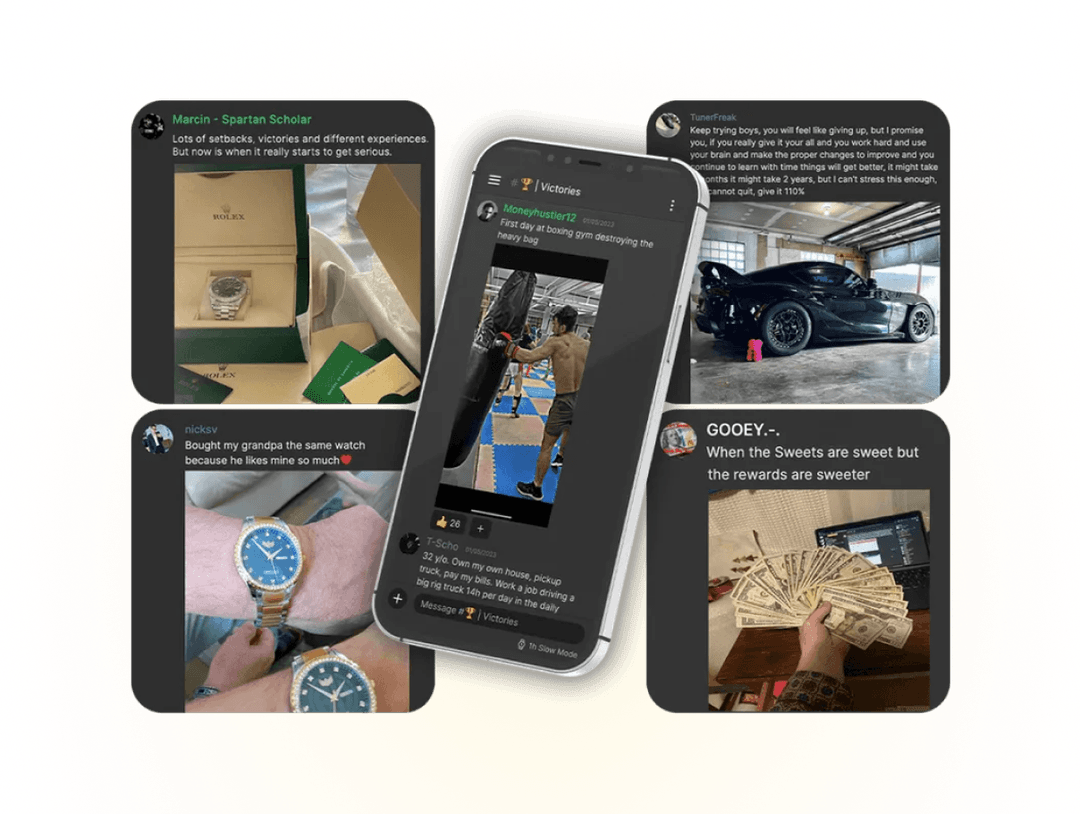 Marcin - Spartan Scholar
Lots of setbacks, victories and different experiences.
But now is when it really starts to get serious.
ROLEX
ROLEX
nicksv
Bought my grandpa the same watch
because he likes mine so much❤️
# 🏆 | Victories
Moneyhustler12 01/05/2023
First day at boxing gym destroying the
heavy bag
👍 26 +
T-Scho 01/05/2023
32 y/o. Own my own house, pickup
truck, pay my bills. Work a job driving a
big rig truck 14h per day in the daily
Message #🏆 | Victories
1h Slow Mode
TunerFreak
Keep trying boys, you will feel like giving up, but I promise
you, if you really give it your all and you work hard and use
your brain and make the proper changes to improve and you
continue to learn with time things will get better, it might take
months it might take 2 years, but I can't stress this enough,
cannot quit, give it 110%
GOOEY.-.
When the Sweets are sweet but
the rewards are sweeter